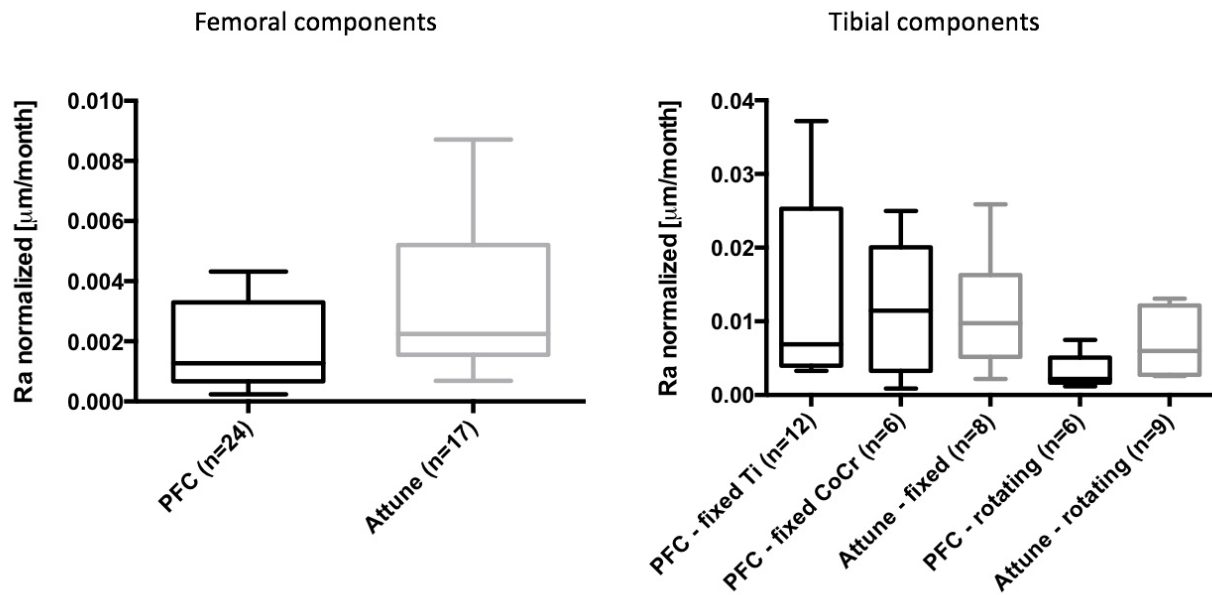 Femoral components
Ra normalized [μm/month]
0.010
0.008
0.006
0.004
0.002
0.000
PFC (n=24)
Attune (n=17)
Tibial components
Ra normalized [μm/month]
0.04
0.03
0.02
0.01
0.00
PFC - fixed Ti (n=12)
PFC - fixed CoCr (n=6)
Attune - fixed (n=8)
PFC - rotating (n=6)
Attune - rotating (n=9)